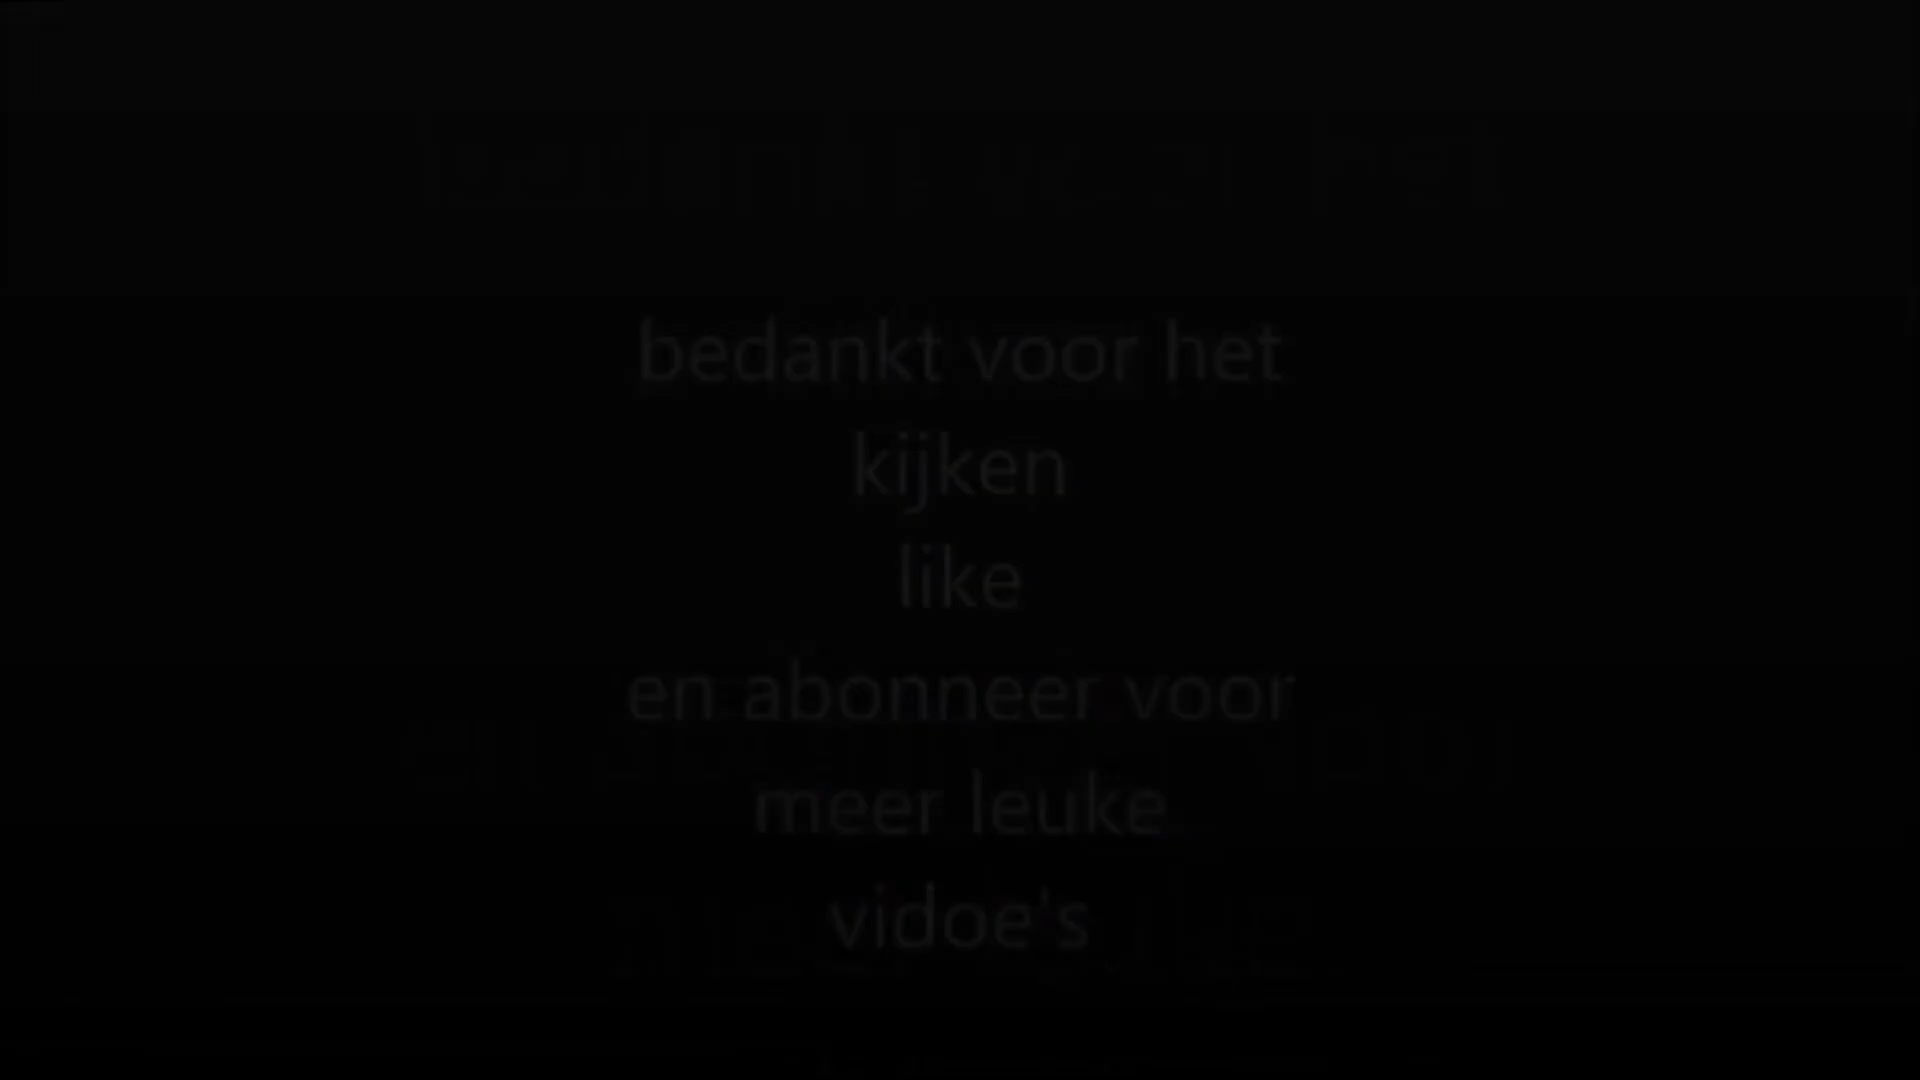 bedankt voor het
kijken
like
en abonneer voor
meer leuke
vidoe's